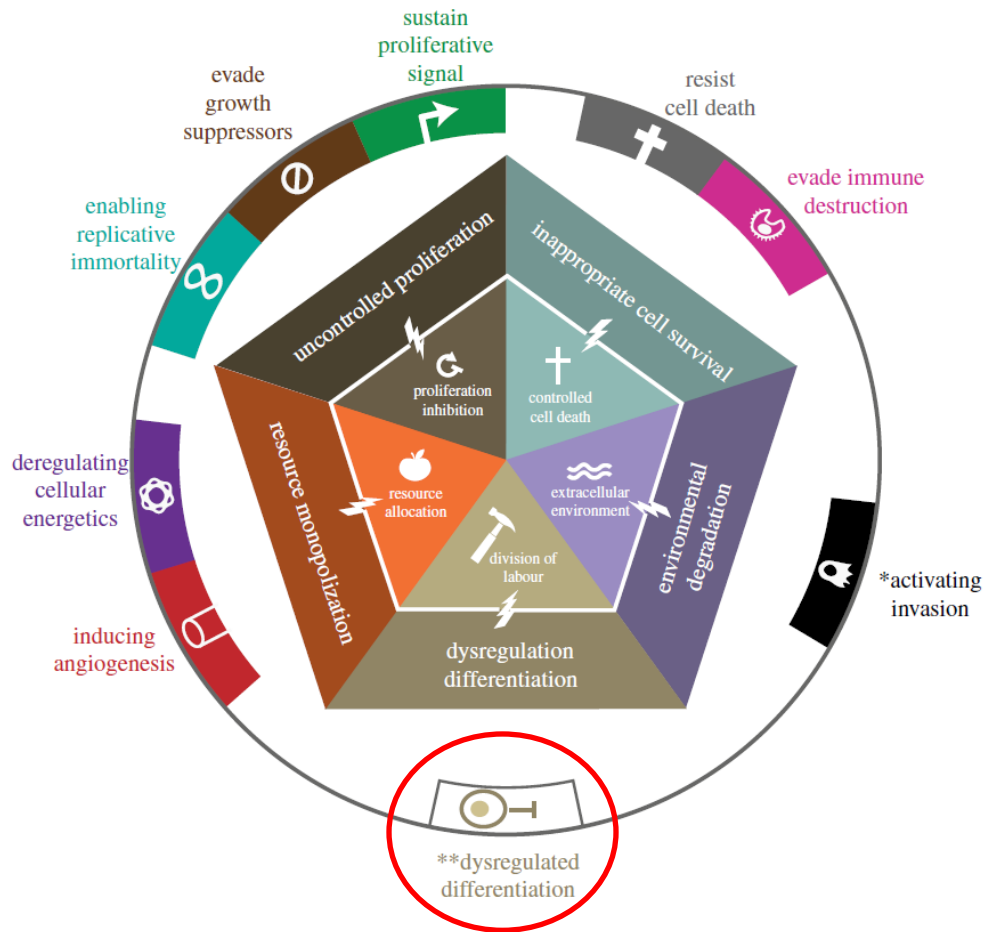 sustain
proliferative
signal
evade
growth
suppressors
enabling
replicative
immortality
deregulating
cellular
energetics
inducing
angiogenesis
resist
cell death
evade immune
destruction
*activating
invasion
**dysregulated
differentiation
uncontrolled proliferation
inappropriate cell survival
environmental
degradation
dysregulation
differentiation
resource monopolization
proliferation
inhibition
controlled
cell death
resource
allocation
extracellular
environment
division of
labour